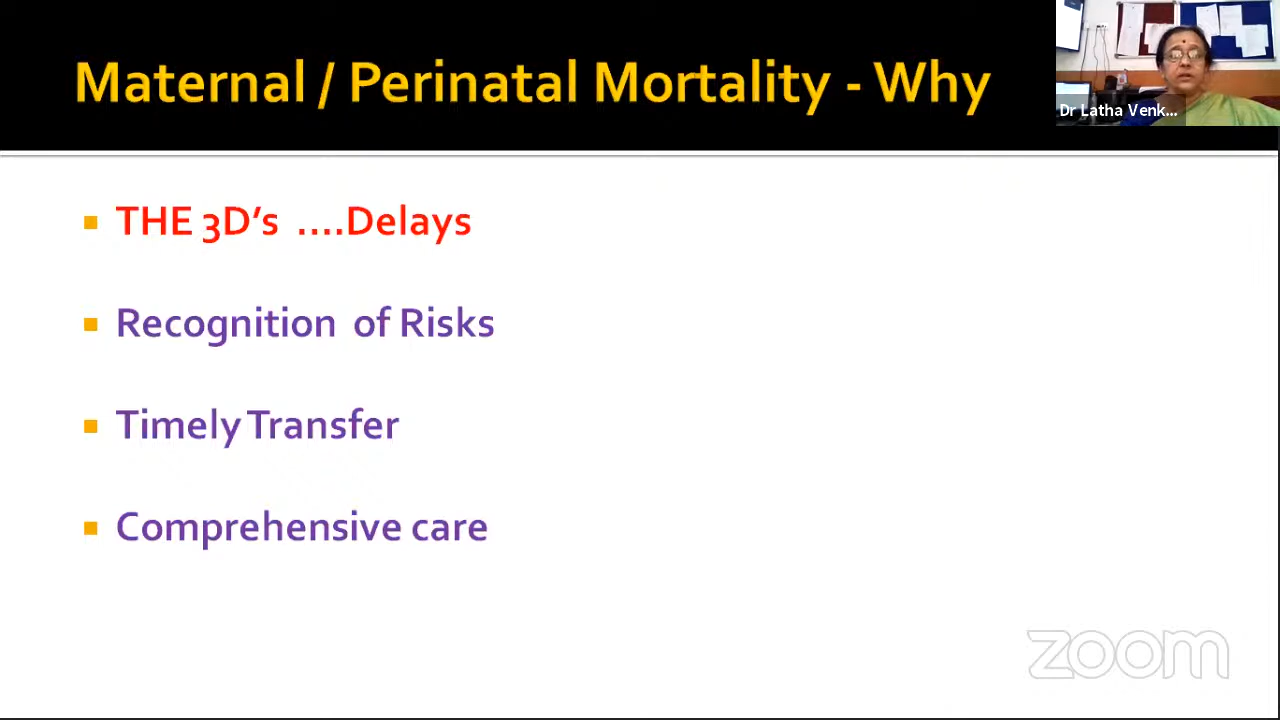 Maternal / Perinatal Mortality - Why
Dr Latha Venk...
THE 3D's ....Delays
Recognition of Risks
Timely Transfer
Comprehensive care
zoom